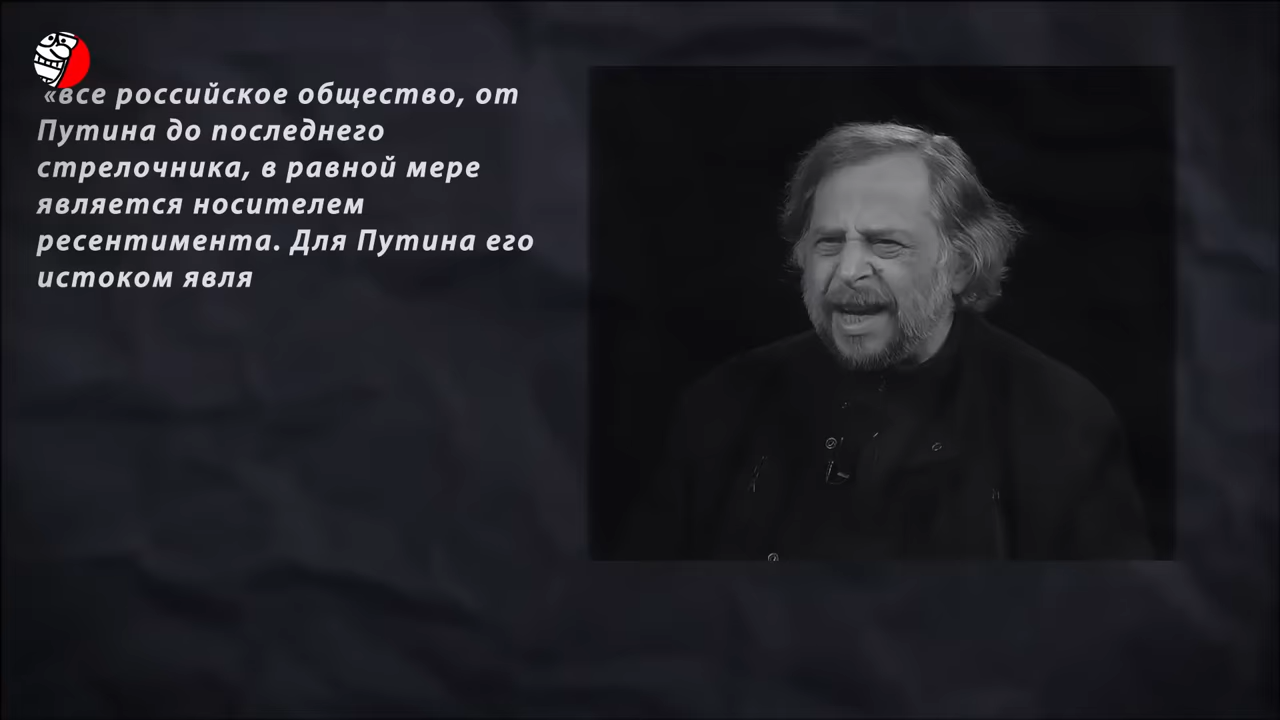 «все российское общество, от
Путина до последнего
стрелочника, в равной мере
является носителем
ресентимента. Для Путина его
истоком явля